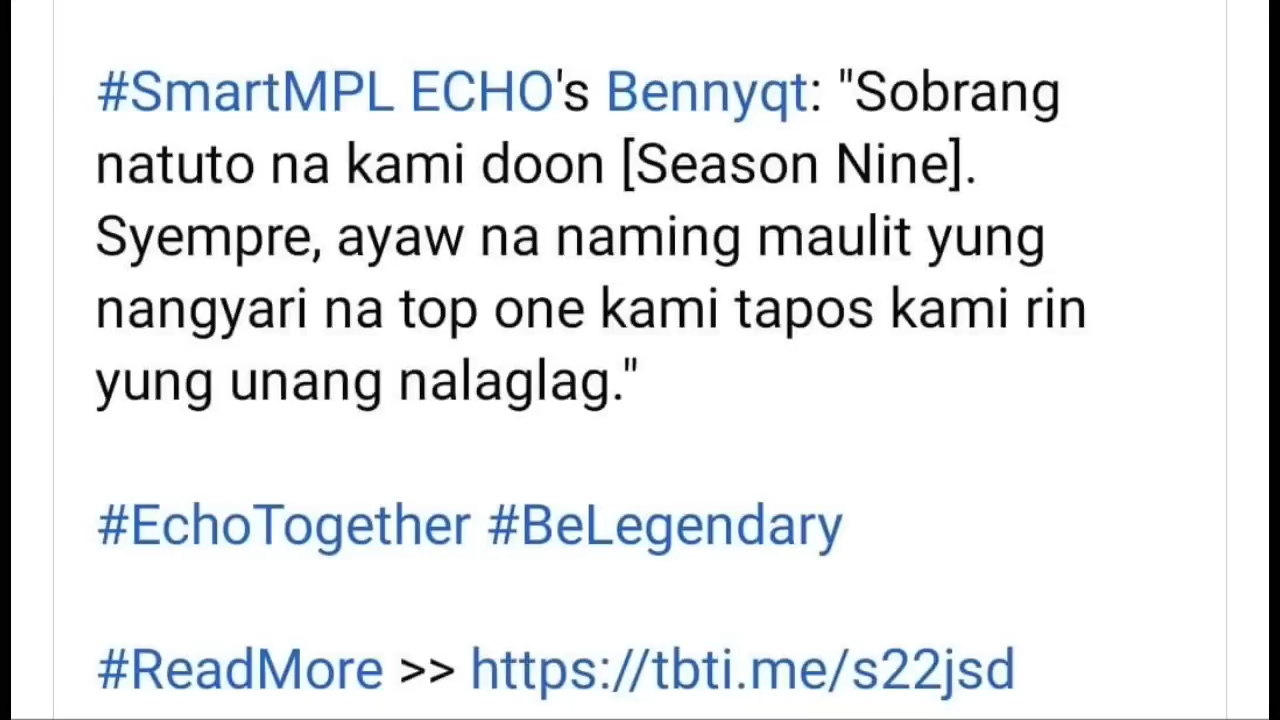 #SmartMPL ECHO's Bennyqt: "Sobrang
natuto na kami doon [Season Nine].
Syempre, ayaw na naming maulit yung
nangyari na top one kami tapos kami rin
yung unang nalaglag."
#EchoTogether #BeLegendary
#ReadMore >> https://tbti.me/s22jsd